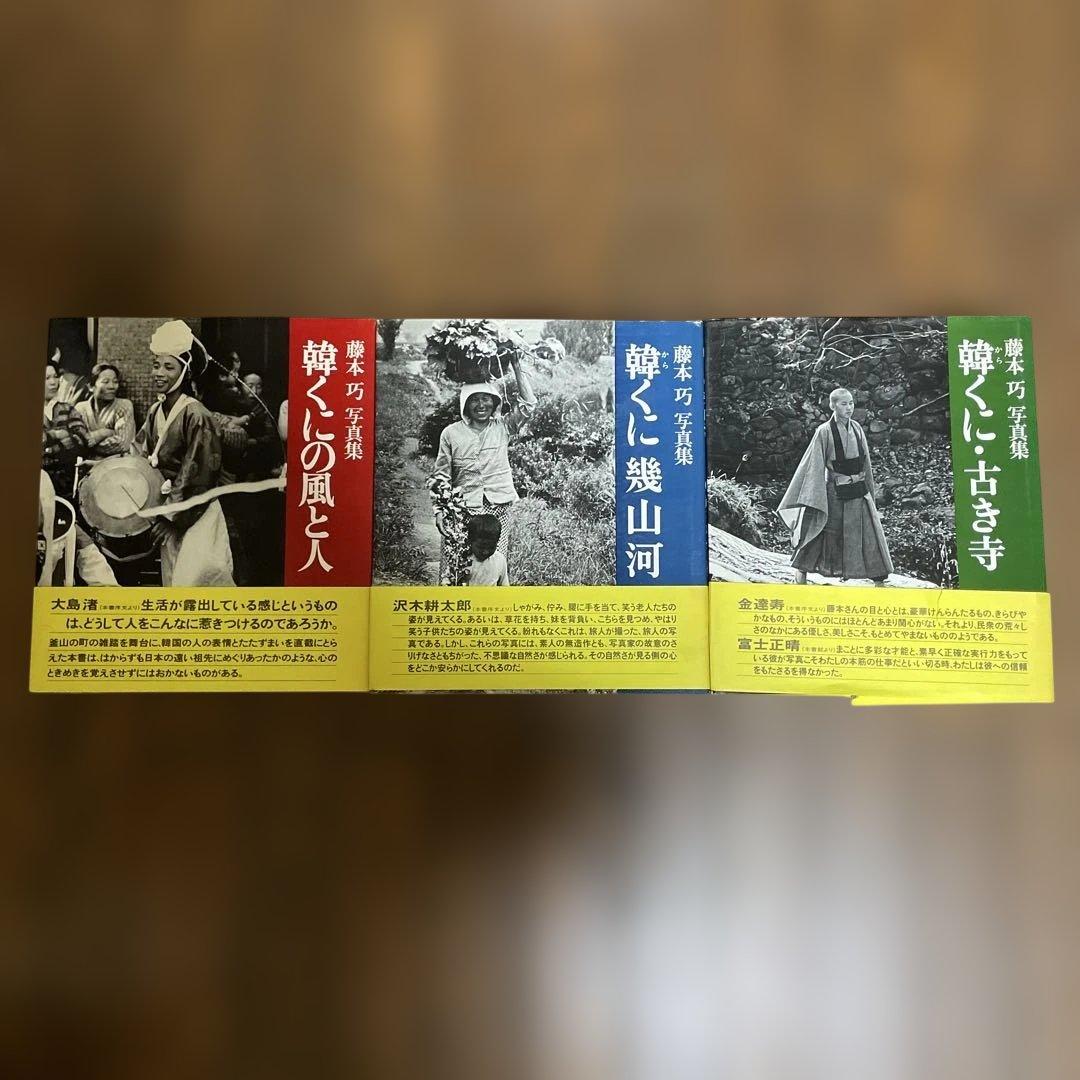 藤本 巧 写真集
韓くにの風と人
大島渚[本書序文より]生活が露出している感じというもの
は、どうして人をこんなに惹きつけるのであろうか。
釜山の町の雑踏を舞台に、韓国の人の表情とたたずまいを直截にとら
えた本書は、はからずも日本の遠い祖先にめぐりあったかのような、心の
ときめきを覚えさせずにはおかないものがある。
藤本 巧 写真集
韓くに 幾山河
から
沢木耕太郎[本書序文より]しゃがみ、佇み、腰に手を当て、笑う老人たちの
姿が見えてくる。あるいは、草花を持ち、妹を背負い、こちらを見つめ、やはり
笑う子供たちの姿が見えてくる。紛れもなくこれは、旅人が撮った、旅人の写
真である。しかし、これらの写真には、素人の無造作とも、写真家の故意のさ
りげなさともちがった、不思議な自然さが感じられる。その自然さが見る側の心
をどこか安らかにしてくれるのだ。
藤本 巧 写真集
韓くに・古き寺
から
金達寿[本書序文より]藤本さんの目と心とは、豪華けんらんたるもの、きらびや
かなもの、そういうものにはほとんどあまり関心がない。それより、民衆の荒々し
さのなかにある優しさ、美しさこそ、もとめてやまないもののようである。
富士正晴[本書跋より]まことに多彩な才能と、素早く正確な実行力をもって
いる彼が写真こそわたしの本筋の仕事だといい切る時、わたしは彼への信頼
をもたざるを得なかった。